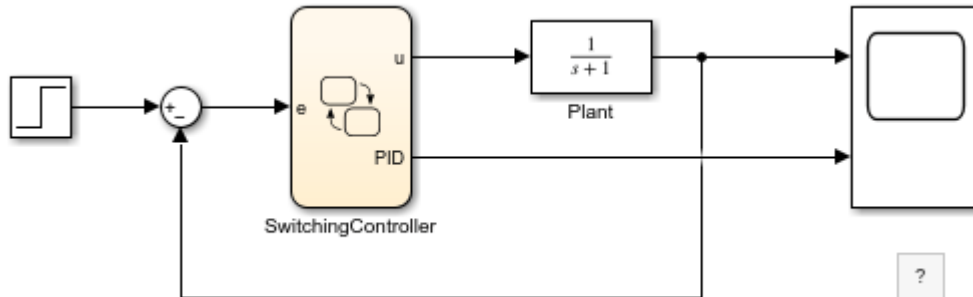 +
−
e
u
PID
SwitchingController
1
s + 1
Plant
?